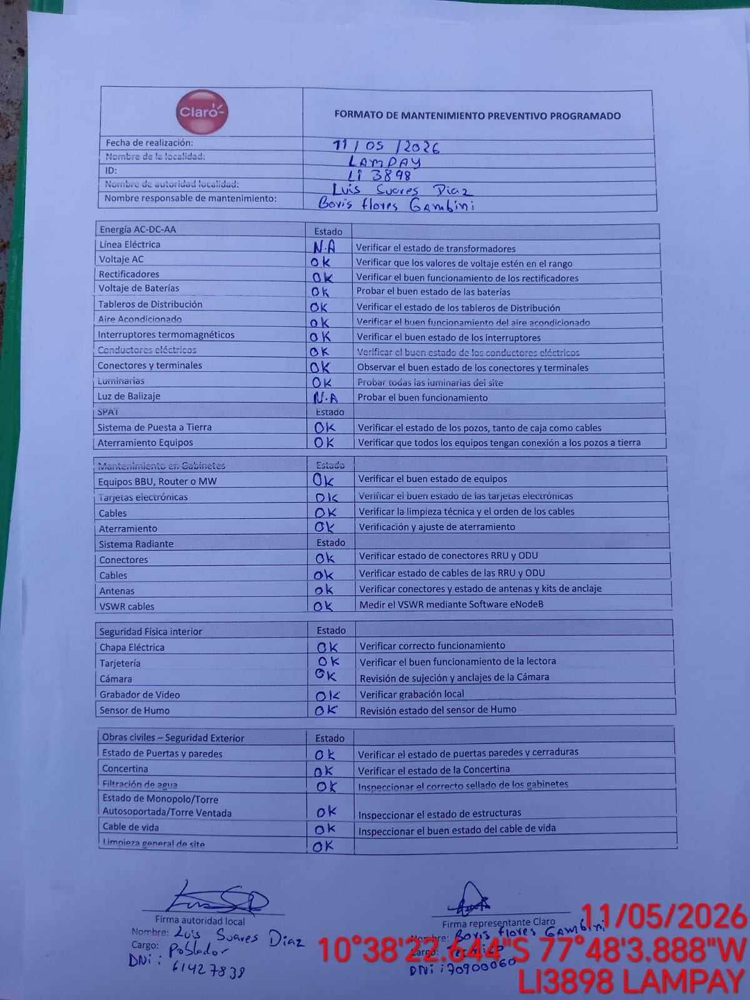 Claro
FORMATO DE MANTENIMIENTO PREVENTIVO PROGRAMADO
Fecha de realización: 11/05/2026
Nombre de la localidad: LAMPAY
ID: Li 3898
Nombre de autoridad localidad: Luis Suares Diaz
Nombre responsable de mantenimiento: Boris flores Gambini
Energía AC-DC-AA Estado
Línea Eléctrica N.A Verificar el estado de transformadores
Voltaje AC OK Verificar que los valores de voltaje estén en el rango
Rectificadores OK Verificar el buen funcionamiento de los rectificadores
Voltaje de Baterías OK Probar el buen estado de las baterías
Tableros de Distribución OK Verificar el estado de los tableros de Distribución
Aire Acondicionado OK Verificar el buen funcionamiento del aire acondicionado
Interruptores termomagnéticos OK Verificar el buen estado de los interruptores
Conductores eléctricos OK Verificar el buen estado de los conductores eléctricos
Conectores y terminales OK Observar el buen estado de los conectores y terminales
Luminarias OK Probar todas las luminarias del site
Luz de Balizaje N.A Probar el buen funcionamiento
SPAT Estado
Sistema de Puesta a Tierra OK Verificar el estado de los pozos, tanto de caja como cables
Aterramiento Equipos OK Verificar que todos los equipos tengan conexión a los pozos a tierra
Mantenimiento en Gabinetes Estado
Equipos BBU, Router o MW OK Verificar el buen estado de equipos
Tarjetas electrónicas OK Verificar el buen estado de las tarjetas electrónicas
Cables OK Verificar la limpieza técnica y el orden de los cables
Aterramiento OK Verificación y ajuste de aterramiento
Sistema Radiante Estado
Conectores OK Verificar estado de conectores RRU y ODU
Cables OK Verificar estado de cables de las RRU y ODU
Antenas OK Verificar conectores y estado de antenas y kits de anclaje
VSWR cables OK Medir el VSWR mediante Software eNodeB
Seguridad Física interior Estado
Chapa Eléctrica OK Verificar correcto funcionamiento
Tarjetería OK Verificar el buen funcionamiento de la lectora
Cámara OK Revisión de sujeción y anclajes de la Cámara
Grabador de Video OK Verificar grabación local
Sensor de Humo OK Revisión estado del sensor de Humo
Obras civiles – Seguridad Exterior Estado
Estado de Puertas y paredes OK Verificar el estado de puertas paredes y cerraduras
Concertina OK Verificar el estado de la Concertina
Filtración de agua OK Inspeccionar el correcto sellado de los gabinetes
Estado de Monopolo/Torre
Autosoportada/Torre Ventada OK Inspeccionar el estado de estructuras
Cable de vida OK Inspeccionar el buen estado del cable de vida
Limpieza general de site OK
Firma autoridad local
Nombre: Luis Suares Diaz
Cargo: Poblador
DNi: 61427838
Firma representante Claro
Nombre: Boris flores Gambini
Cargo: Tecnico
DNi: 70900060
11/05/2026
10°38'22.644"S 77°48'3.888"W
LI3898 LAMPAY